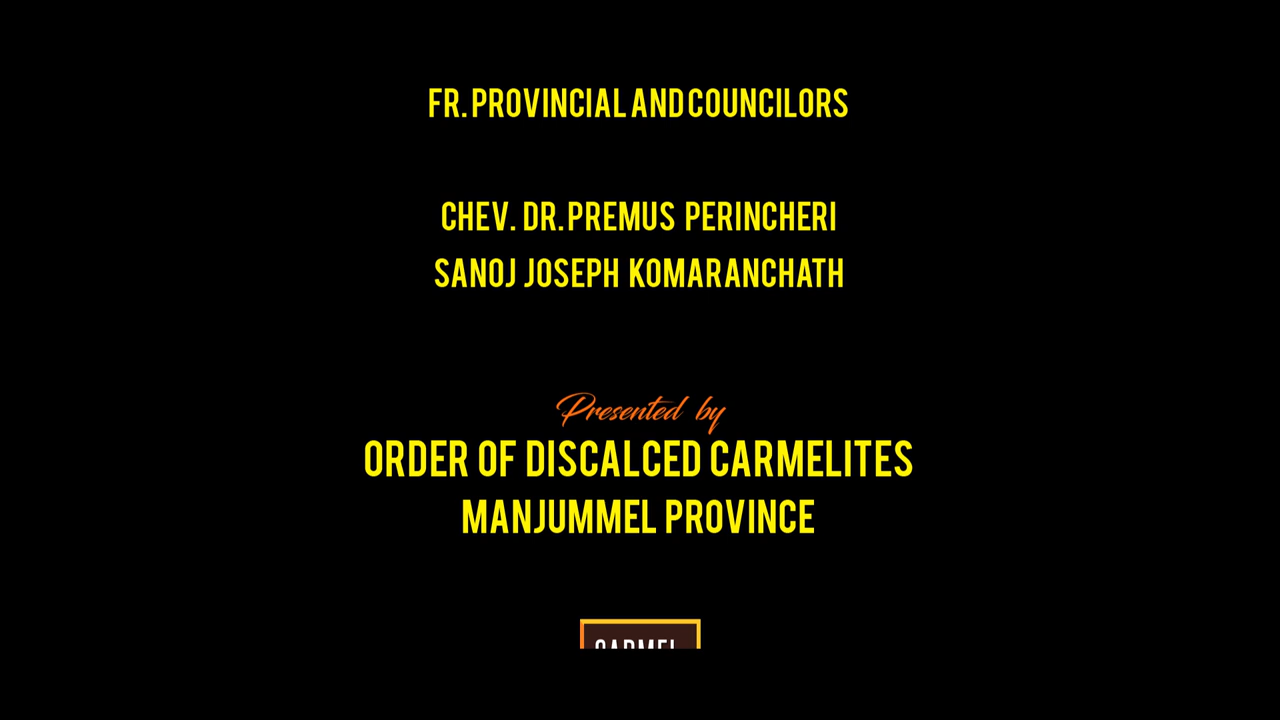 FR. PROVINCIAL AND COUNCILORS
CHEV. DR. PREMUS PERINCHERI
SANOJ JOSEPH KOMARANCHATH
Presented by
ORDER OF DISCALCED CARMELITES
MANJUMMEL PROVINCE
CARMEL